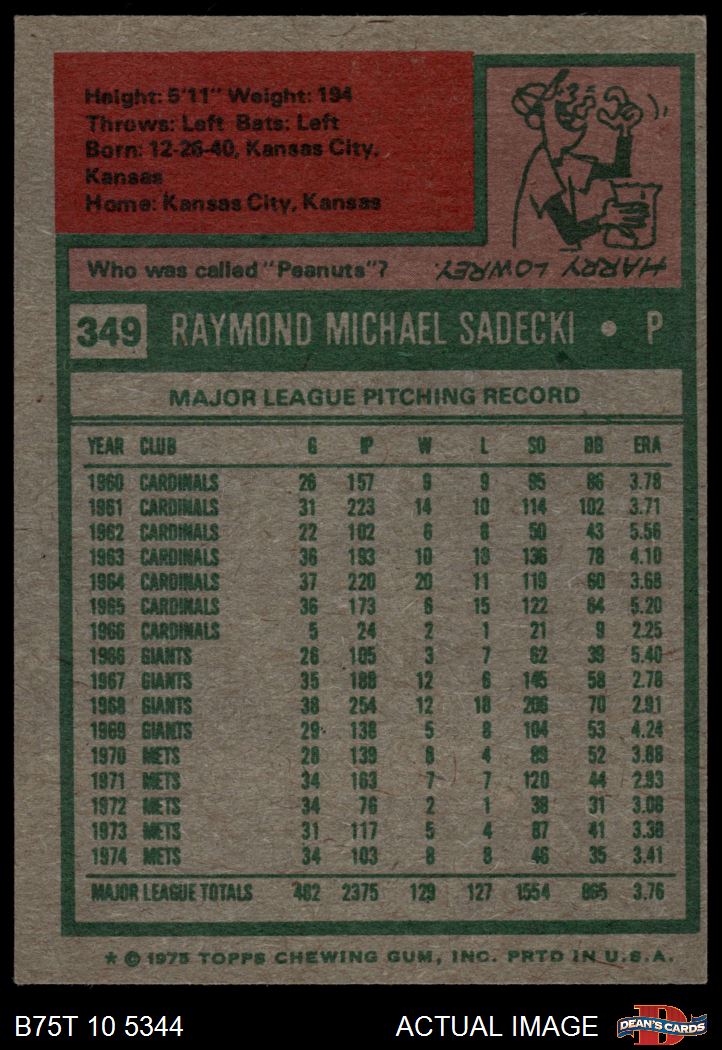 Height: 5'11" Weight: 194
Throws: Left Bats: Left
Born: 12-26-40, Kansas City,
Kansas
Home: Kansas City, Kansas
Who was called "Peanuts"?
HARRY LOWREY.
349 RAYMOND MICHAEL SADECKI • P
MAJOR LEAGUE PITCHING RECORD
YEAR CLUB G IP W L SO BB ERA
1960 CARDINALS 26 157 9 9 95 86 3.78
1961 CARDINALS 31 223 14 10 114 102 3.71
1962 CARDINALS 22 102 6 8 50 43 5.56
1963 CARDINALS 36 193 10 10 136 78 4.10
1964 CARDINALS 37 220 20 11 119 60 3.68
1965 CARDINALS 36 173 6 15 122 64 5.20
1966 CARDINALS 5 24 2 1 21 9 2.25
1966 GIANTS 26 105 3 7 62 39 5.40
1967 GIANTS 35 188 12 6 145 58 2.78
1968 GIANTS 38 254 12 18 206 70 2.91
1969 GIANTS 29 138 5 8 104 53 4.24
1970 METS 28 139 8 4 89 52 3.88
1971 METS 34 163 7 7 120 44 2.93
1972 METS 34 76 2 1 38 31 3.08
1973 METS 31 117 5 4 87 41 3.38
1974 METS 34 103 8 8 46 35 3.41
MAJOR LEAGUE TOTALS 482 2375 129 127 1554 865 3.76
* © 1975 TOPPS CHEWING GUM, INC. PRTD IN U.S.A.
B75T 10 5344 ACTUAL IMAGE
DEAN'S CARDS